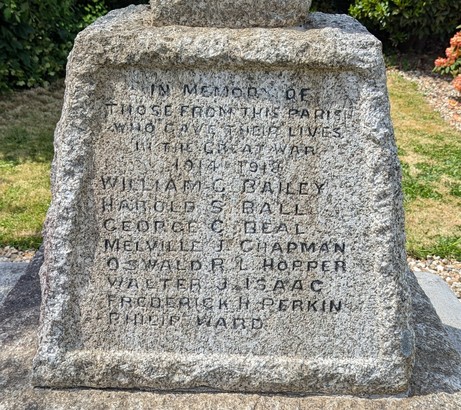 IN MEMORY OF
THOSE FROM THIS PARISH
WHO GAVE THEIR LIVES
IN THE GREAT WAR
1914-1918
WILLIAM G. BAILEY
HAROLD S. BALL
GEORGE C. BEAL
MELVILLE J. CHAPMAN
OSWALD R. L. HOPPER
WALTER J. ISAAC
FREDERICK H. PERKIN
PHILIP WARD